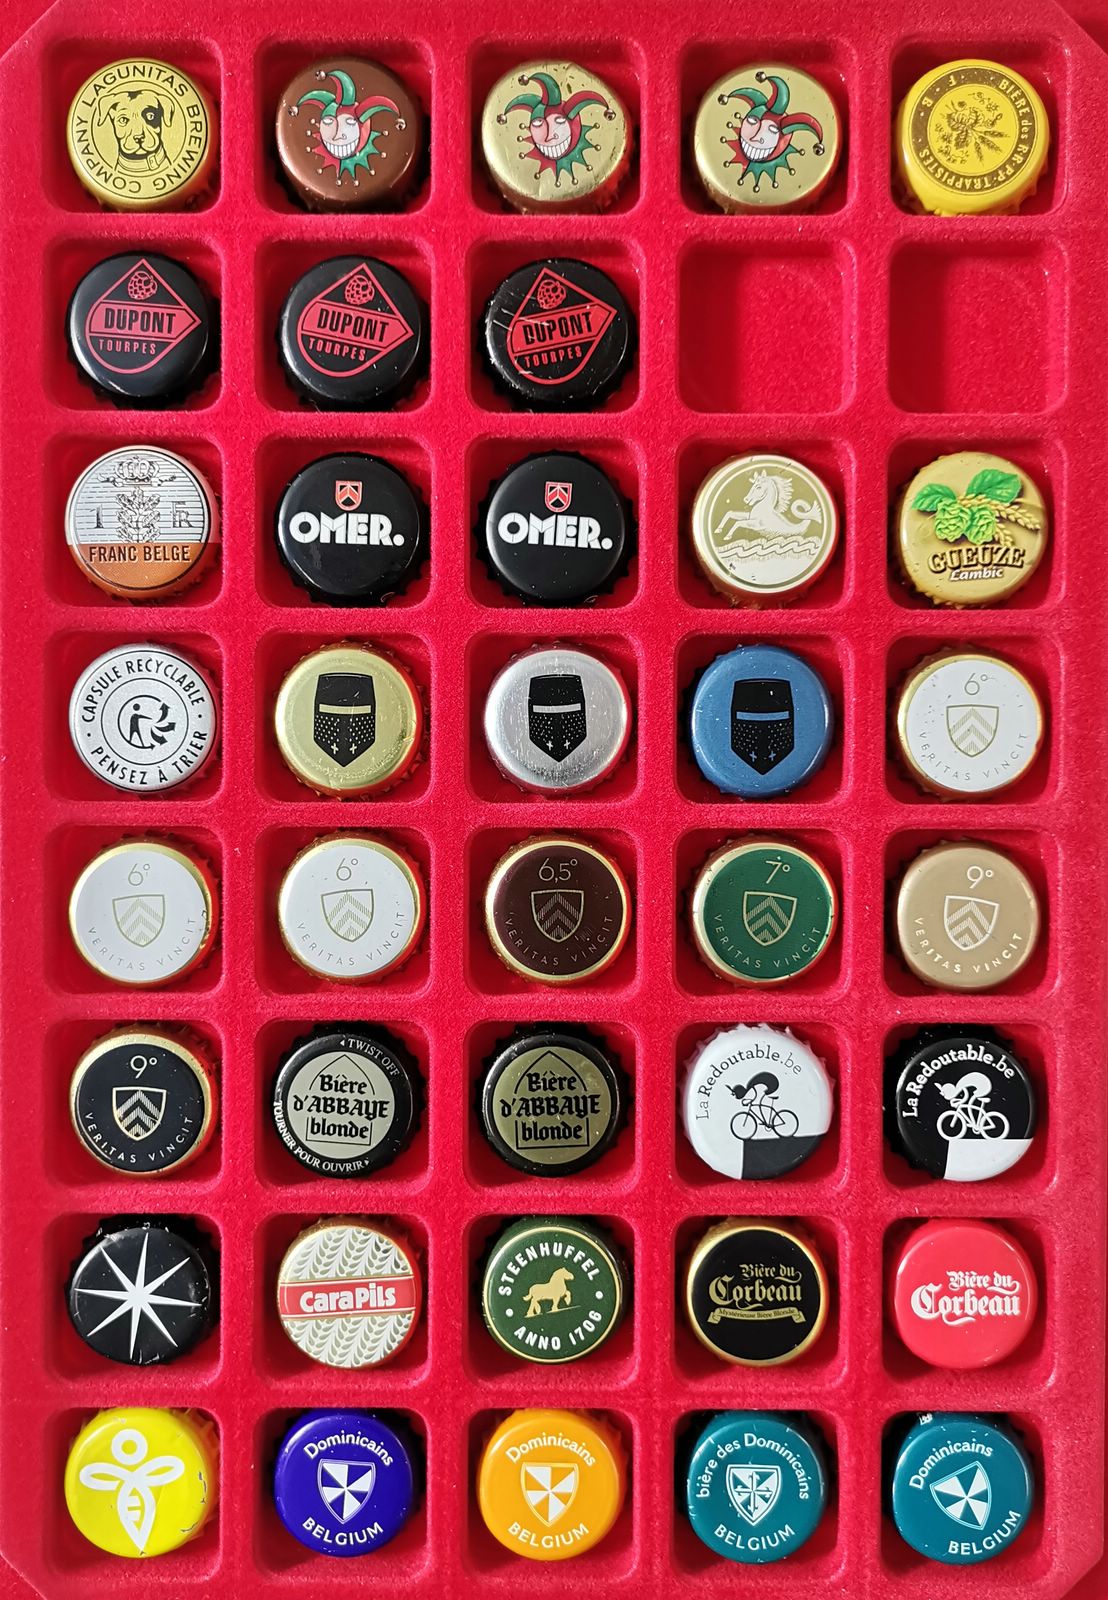 LAGUNITAS BREWING COMPANY
BIÈRE des RR.PP. TRAPPISTES
DUPONT
TOURPES
DUPONT
TOURPES
DUPONT
TOURPES
1 FR
FRANC BELGE
OMER.
OMER.
GUEUZE
Lambic
CAPSULE RECYCLABLE
PENSEZ À TRIER
6°
VERITAS VINCIT
6°
VERITAS VINCIT
6°
VERITAS VINCIT
6,5°
VERITAS VINCIT
7°
VERITAS VINCIT
9°
VERITAS VINCIT
9°
VERITAS VINCIT
TWIST OFF
Bière
d'ABBAYE
blonde
TOURNER POUR OUVRIR
Bière
d'ABBAYE
blonde
La Redoutable.be
La Redoutable.be
CaraPils
STEENHUFFEL
ANNO 1706
Bière du
Corbeau
Mystérieuse Bière Blonde
Bière du
Corbeau
Dominicains
BELGIUM
Dominicains
BELGIUM
bière des Dominicains
BELGIUM
Dominicains
BELGIUM